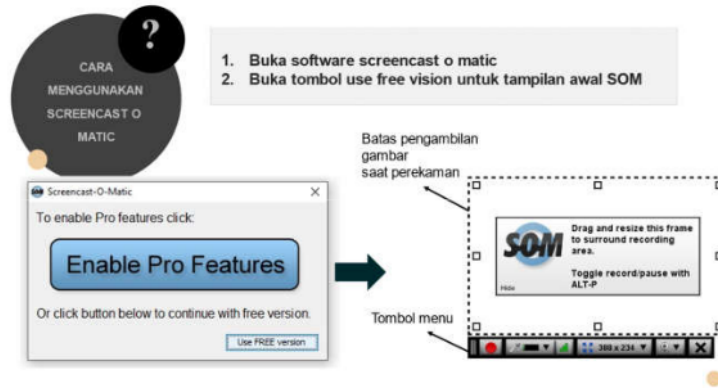 ?
CARA
MENGGUNAKAN
SCREENCAST O
MATIC
1. Buka software screencast o matic
2. Buka tombol use free vision untuk tampilan awal SOM
Screencast-O-Matic
To enable Pro features click:
Enable Pro Features
Or click button below to continue with free version.
Use FREE version
Batas pengambilan
gambar
saat perekaman
SOM
Drag and resize this frame
to surround recording
area.
Toggle record/pause with
ALT-P
Hide
Tombol menu
388 x 234